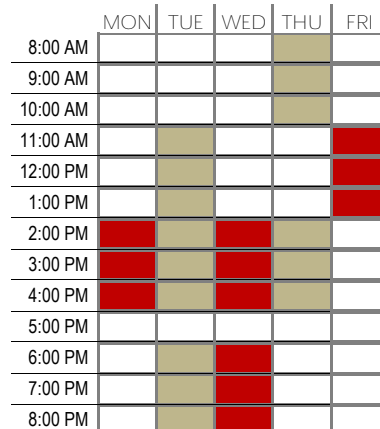 MON TUE WED THU FRI
8:00 AM
9:00 AM
10:00 AM
11:00 AM
12:00 PM
1:00 PM
2:00 PM
3:00 PM
4:00 PM
5:00 PM
6:00 PM
7:00 PM
8:00 PM